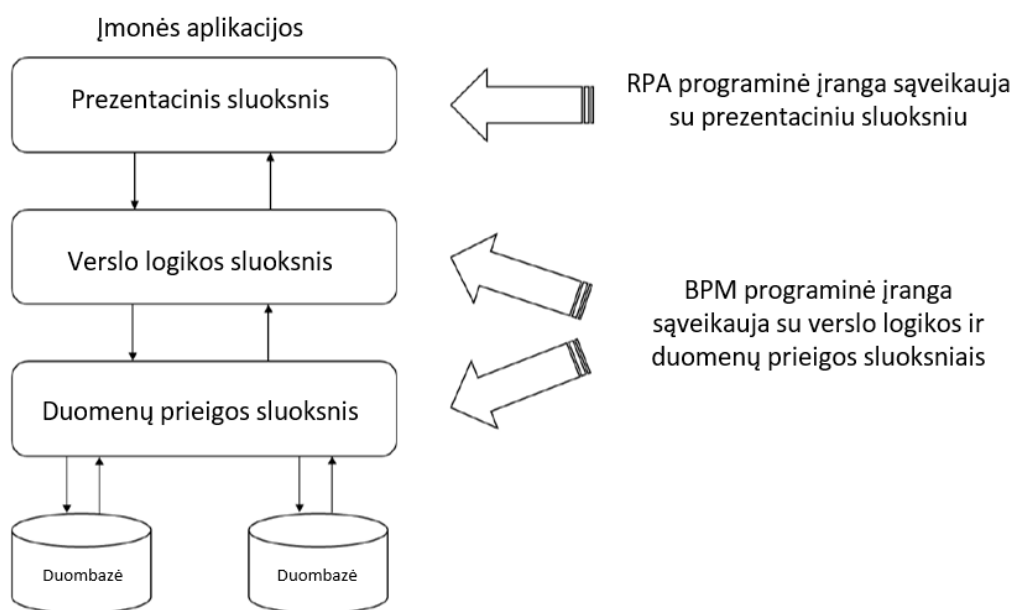 Įmonės aplikacijos
Prezentacinis sluoksnis
RPA programinė įranga sąveikauja
su prezentaciniu sluoksniu
Verslo logikos sluoksnis
BPM programinė įranga
sąveikauja su verslo logikos ir
duomenų prieigos sluoksniais
Duomenų prieigos sluoksnis
Duombazė
Duombazė